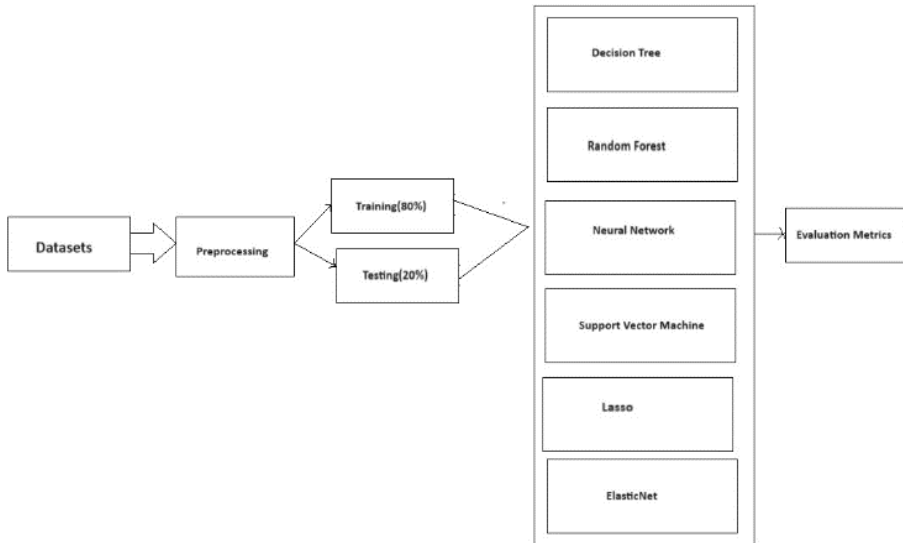 Datasets
Preprocessing
Training(80%)
Testing(20%)
Decision Tree
Random Forest
Neural Network
Support Vector Machine
Lasso
ElasticNet
Evaluation Metrics